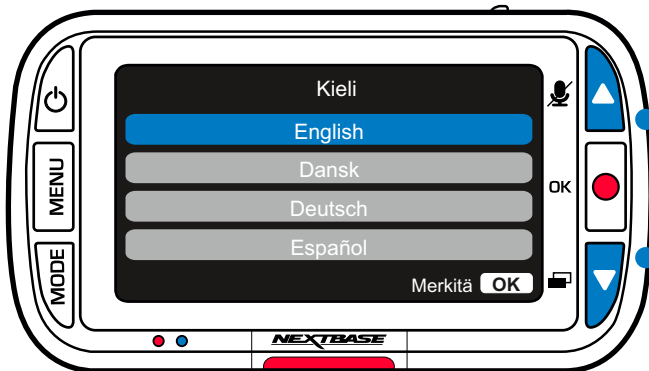 Kieli
English
Dansk
Deutsch
Español
Merkitä OK
MENU
MODE
OK
NEXTBASE